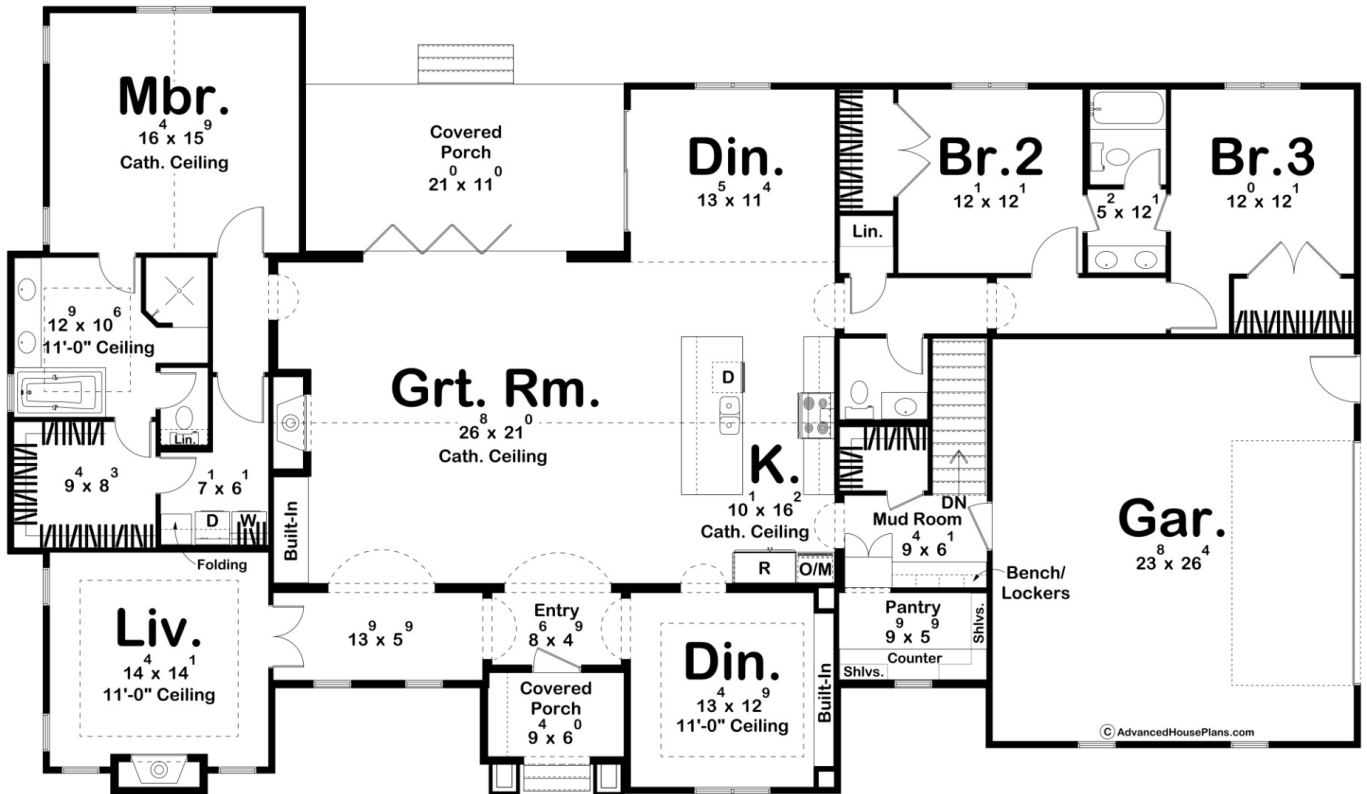 Mbr.
16⁴ x 15⁹
Cath. Ceiling
Covered
Porch
21⁰ x 11⁰
Din.
13⁵ x 11⁴
Br.2
12¹ x 12¹
5² x 12¹
Br.3
12⁰ x 12¹
Lin.
12⁹ x 10⁶
11'-0" Ceiling
Lin.
9⁴ x 8³
7¹ x 6¹
D
W
Folding
Grt. Rm.
26⁸ x 21⁰
Cath. Ceiling
Built-In
D
K.
10¹ x 16²
Cath. Ceiling
R
O/M
DN
Mud Room
9⁴ x 6¹
Bench/
Lockers
Pantry
9⁹ x 5⁹
Counter
Shlvs.
Shlvs.
Gar.
23⁸ x 26⁴
Liv.
14⁴ x 14¹
11'-0" Ceiling
13⁹ x 5⁹
Entry
8⁶ x 4⁹
Covered
Porch
9⁴ x 6⁰
Din.
13⁴ x 12⁹
11'-0" Ceiling
Built-In
© AdvancedHousePlans.com